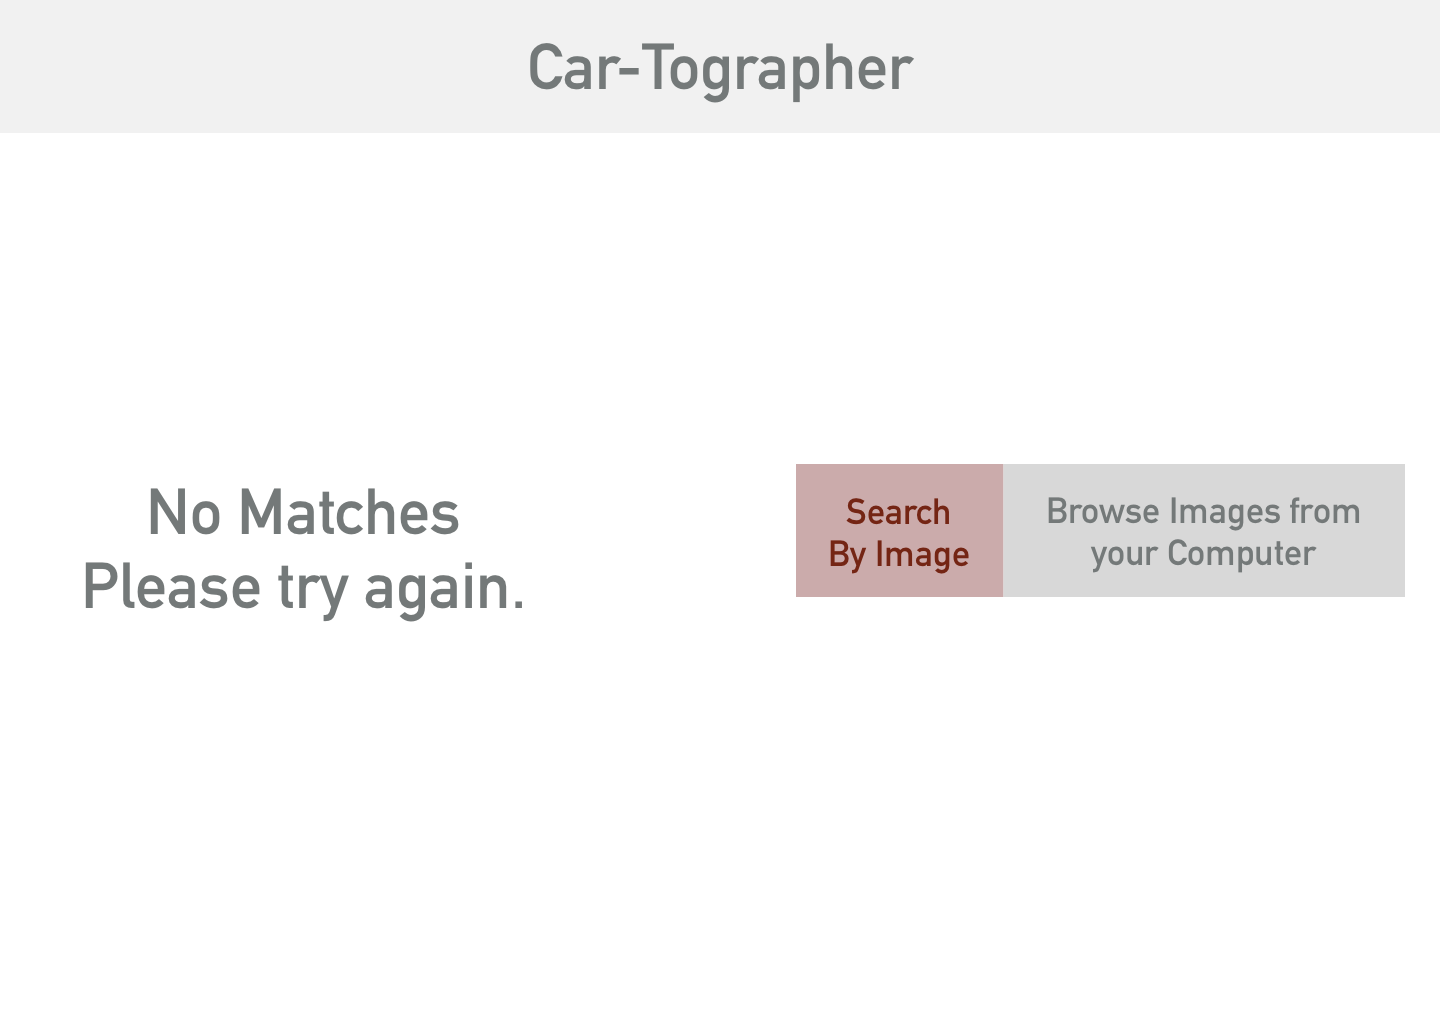 Car-Tographer
No Matches
Please try again.
Search
By Image
Browse Images from
your Computer